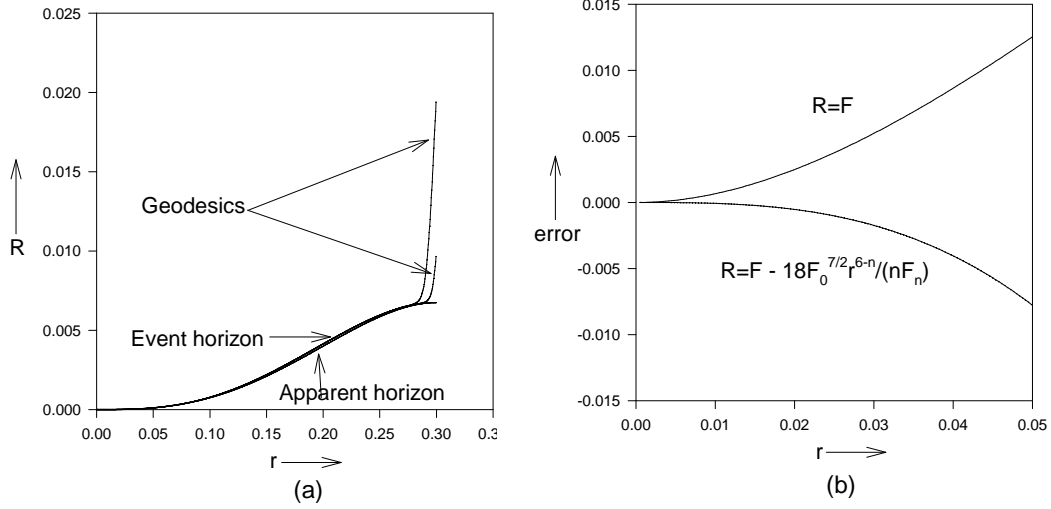 0.025
0.020
0.015
0.010
0.005
0.000
R
Geodesics
Event horizon
Apparent horizon
0.00 0.05 0.10 0.15 0.20 0.25 0.30 0.3
r
(a)
0.015
0.010
0.005
0.000
-0.005
-0.010
-0.015
error
R=F
R=F - 18F_0^{7/2}r^{6-n}/(nF_n)
0.00 0.01 0.02 0.03 0.04 0.05
r
(b)